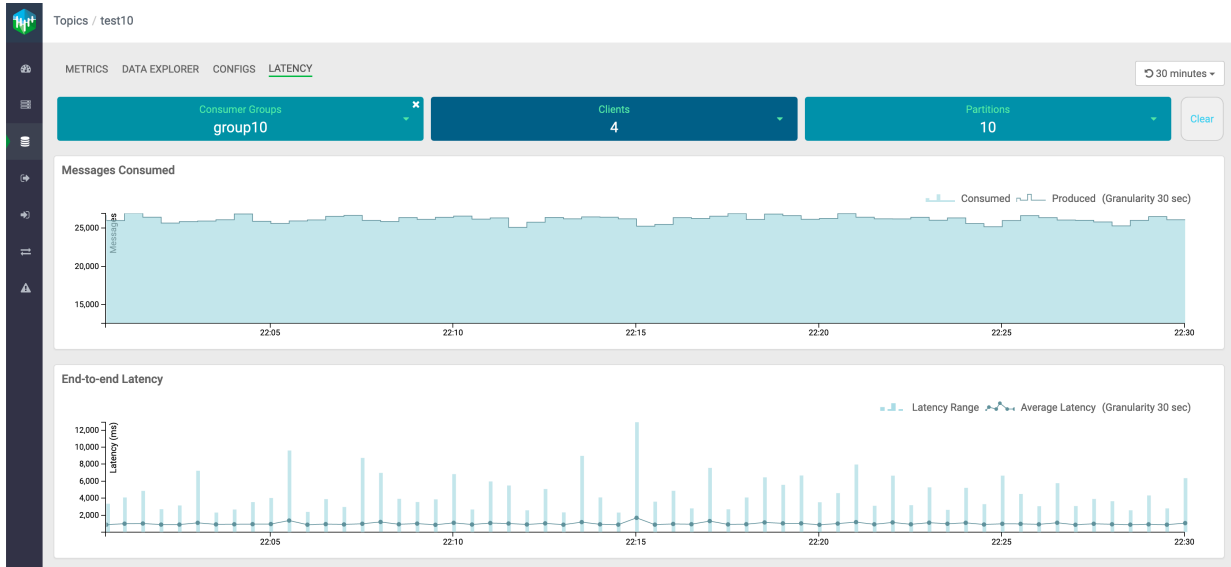 Topics / test10
METRICS DATA EXPLORER CONFIGS LATENCY
30 minutes
Consumer Groups
group10
Clients
4
Partitions
10
Clear
Messages Consumed
Consumed Produced (Granularity 30 sec)
Messages
25,000
20,000
15,000
22:05 22:10 22:15 22:20 22:25 22:30
End-to-end Latency
Latency Range Average Latency (Granularity 30 sec)
Latency (ms)
12,000
10,000
8,000
6,000
4,000
2,000
22:05 22:10 22:15 22:20 22:25 22:30